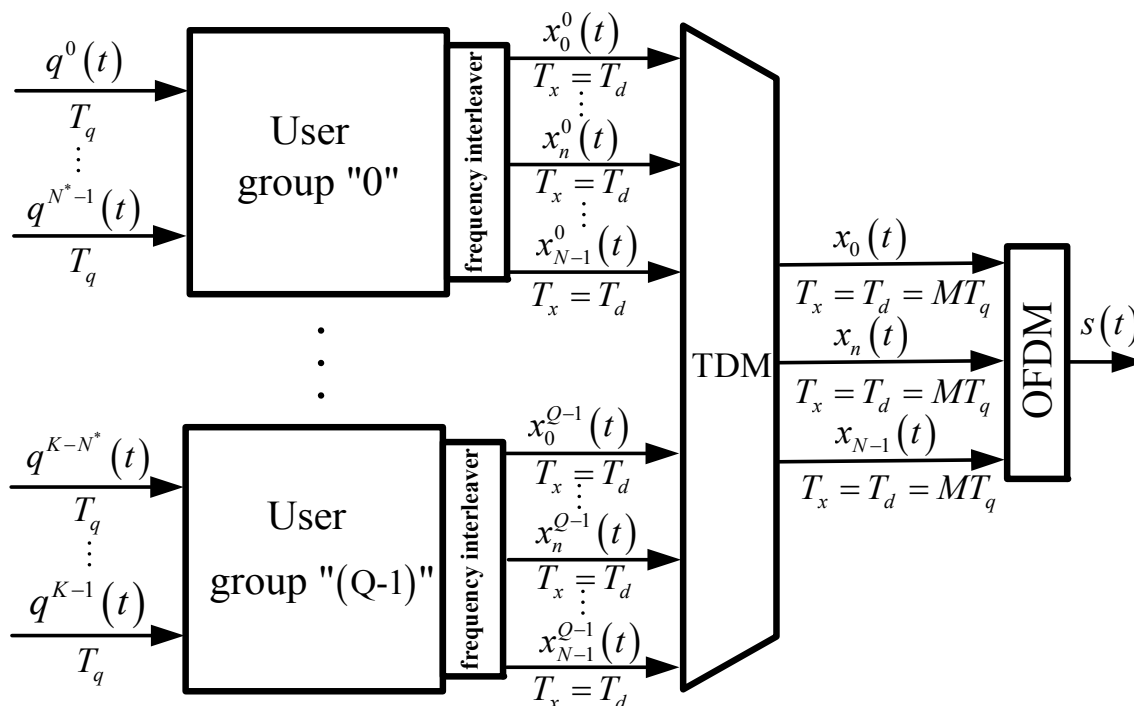 q^0(t)
T_q
⋮
q^{N^*-1}(t)
T_q
User
group "0"
frequency interleaver
x_0^0(t)
T_x = T_d
⋮
x_n^0(t)
T_x = T_d
⋮
x_{N-1}^0(t)
T_x = T_d
⋮
q^{K-N^*}(t)
T_q
⋮
q^{K-1}(t)
T_q
User
group "(Q-1)"
frequency interleaver
x_0^{Q-1}(t)
T_x = T_d
⋮
x_n^{Q-1}(t)
T_x = T_d
⋮
x_{N-1}^{Q-1}(t)
T_x = T_d
TDM
x_0(t)
T_x = T_d = MT_q
x_n(t)
T_x = T_d = MT_q
x_{N-1}(t)
T_x = T_d = MT_q
OFDM
s(t)